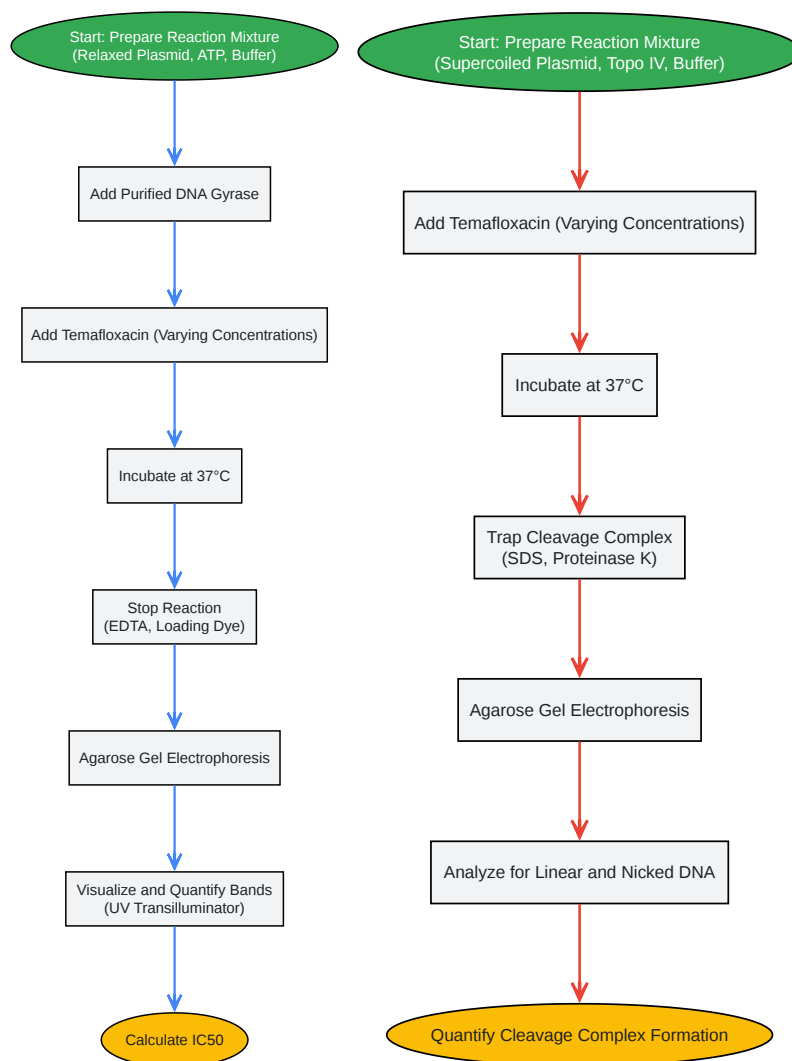 Start: Prepare Reaction Mixture
(Relaxed Plasmid, ATP, Buffer)
Add Purified DNA Gyrase
Add Temafloxacin (Varying Concentrations)
Incubate at 37°C
Stop Reaction
(EDTA, Loading Dye)
Agarose Gel Electrophoresis
Visualize and Quantify Bands
(UV Transilluminator)
Calculate IC50
Start: Prepare Reaction Mixture
(Supercoiled Plasmid, Topo IV, Buffer)
Add Temafloxacin (Varying Concentrations)
Incubate at 37°C
Trap Cleavage Complex
(SDS, Proteinase K)
Agarose Gel Electrophoresis
Analyze for Linear and Nicked DNA
Quantify Cleavage Complex Formation